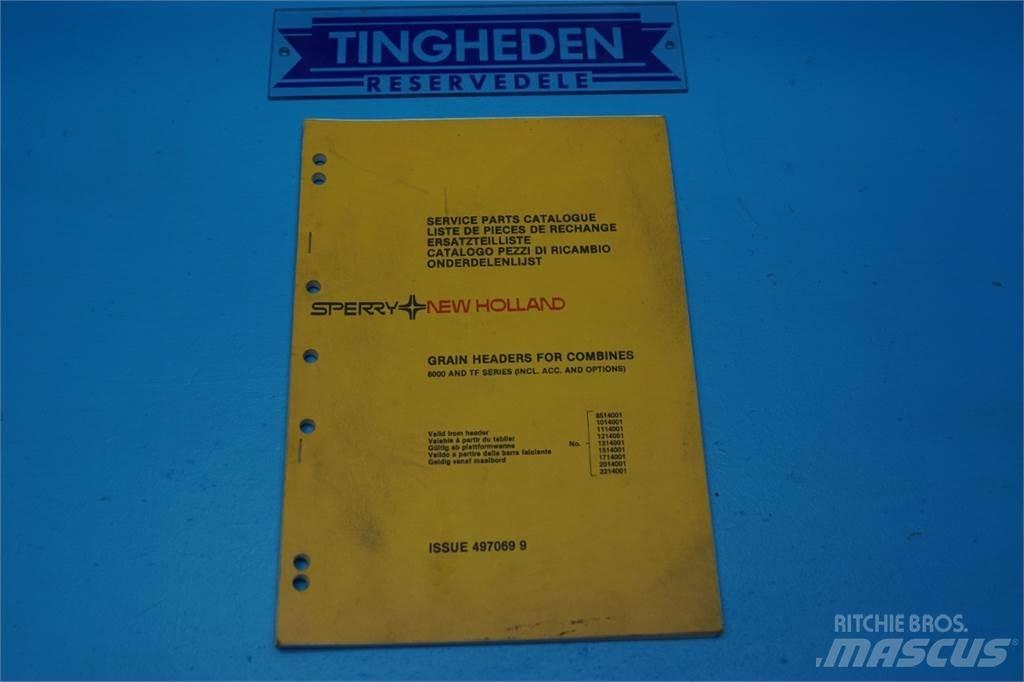 TINGHEDEN
RESERVEDELE
SERVICE PARTS CATALOGUE
LISTE DE PIECES DE RECHANGE
ERSATZTEILLISTE
CATALOGO PEZZI DI RICAMBIO
ONDERDELENLIJST
SPERRY NEW HOLLAND
GRAIN HEADERS FOR COMBINES
8000 AND TF SERIES (INCL. ACC. AND OPTIONS)
Valid from header
Valable à partir du tablier
Gültig ab plattformwanne
Valido a partire dalla barra falciante
Geldig vanaf maaibord
No.
8514001
1014001
1114001
1214001
1314001
1514001
1714001
2014001
2214001
ISSUE 497069 9
RITCHIE BROS.
MASCUS